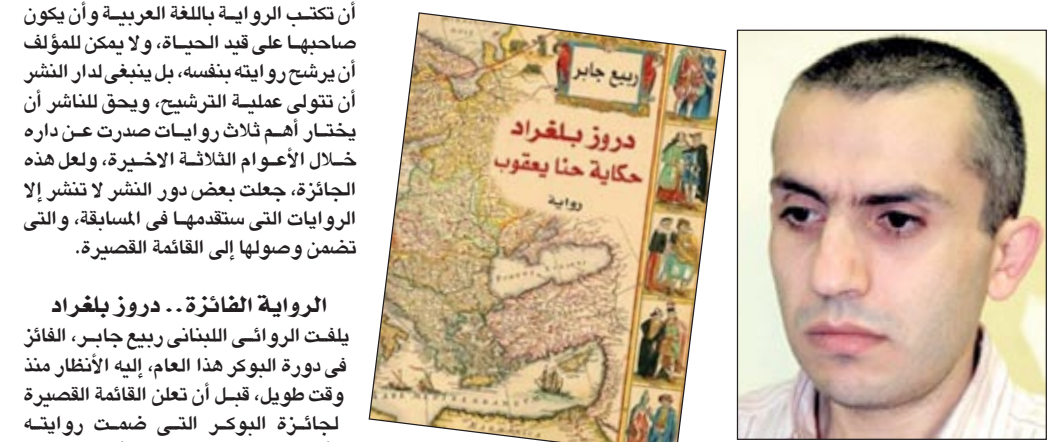 أن تكتب الرواية باللغة العربية وأن يكون
صاحبها على قيد الحياة، ولا يمكن للمؤلف
أن يرشح روايته بنفسه، بل ينبغى لدار النشر
أن تتولى عملية الترشيح، ويحق للناشر أن
يختار أهم ثلاث روايات صدرت عن داره
خلال الأعوام الثلاثة الاخيرة، ولعل هذه
الجائزة، جعلت بعض دور النشر لا تنشر إلا
الروايات التى ستقدمها فى المسابقة، والتى
تضمن وصولها إلى القائمة القصيرة.
الرواية الفائزة.. دروز بلغراد
يلفت الروائى اللبنانى ربيع جابر، الفائز
فى دورة البوكر هذا العام، إليه الأنظار منذ
وقت طويل، قبل أن تعلن القائمة القصيرة
لجائزة البوكر التى ضمت روايته
ربيع جابر
دروز بلغراد
حكاية حنا يعقوب
رواية